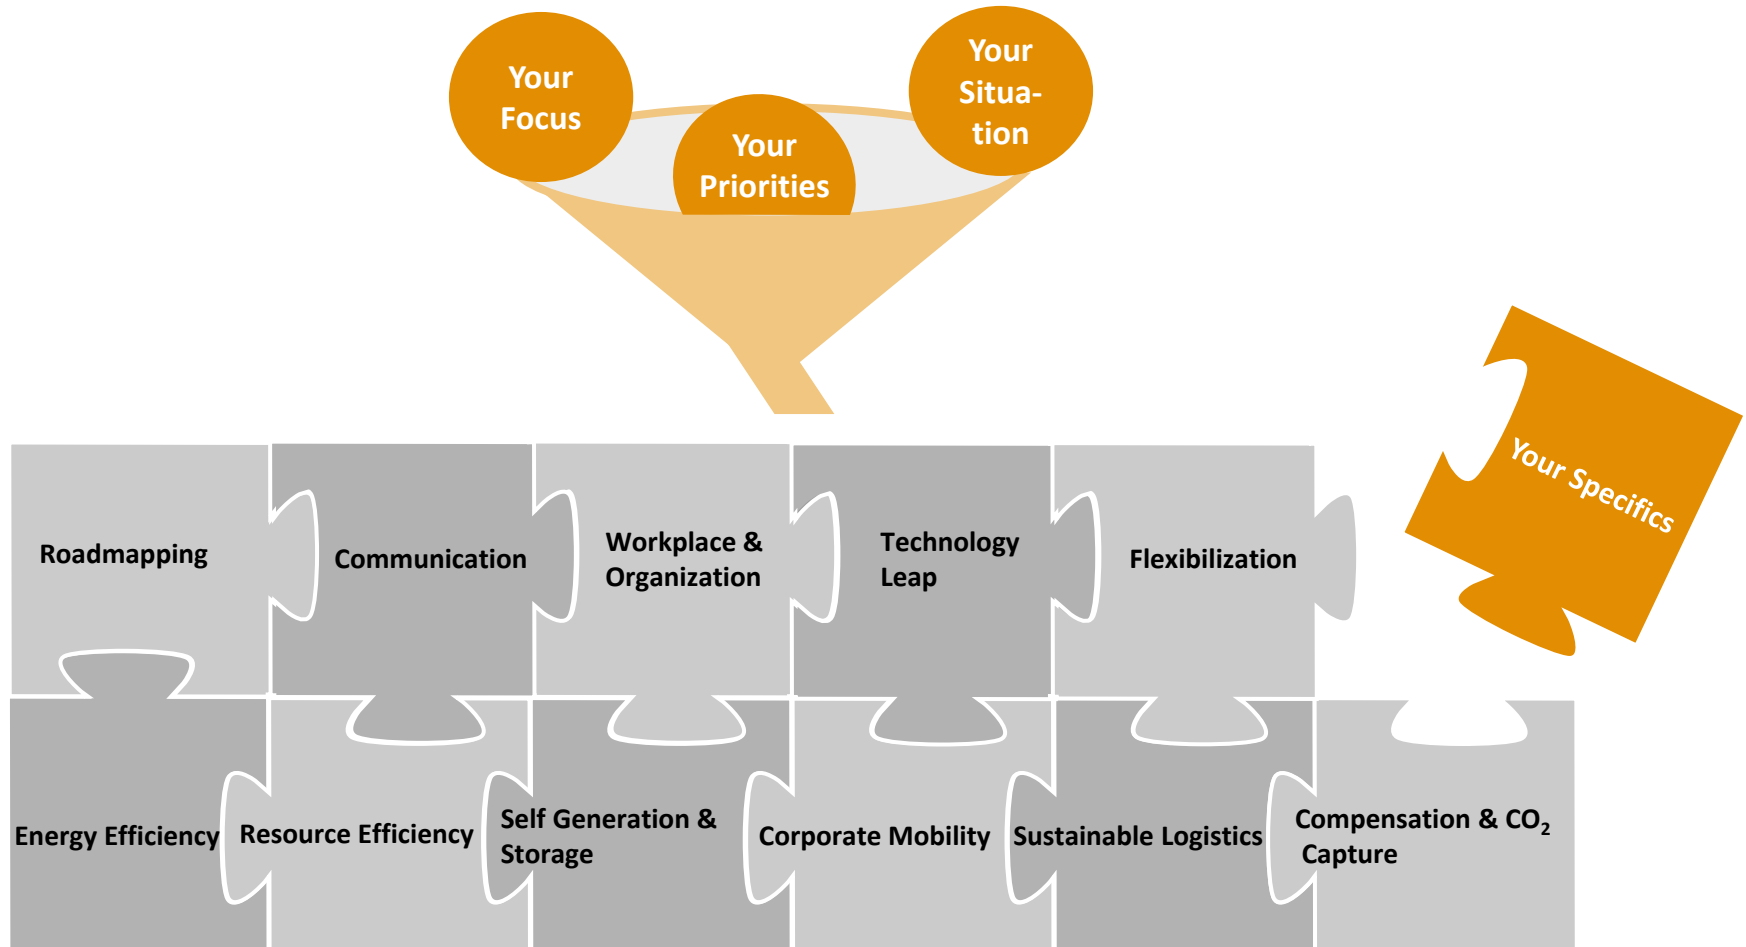 Your
Focus
Your
Priorities
Your
Situa-
tion
Your Specifics
Roadmapping
Communication
Workplace &
Organization
Technology
Leap
Flexibilization
Energy Efficiency
Resource Efficiency
Self Generation &
Storage
Corporate Mobility
Sustainable Logistics
Compensation & CO₂
Capture